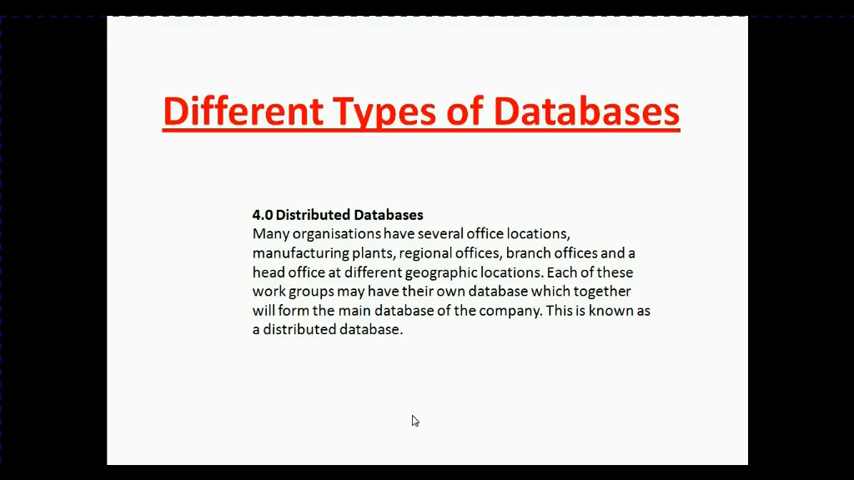 Different Types of Databases
4.0 Distributed Databases
Many organisations have several office locations,
manufacturing plants, regional offices, branch offices and a
head office at different geographic locations. Each of these
work groups may have their own database which together
will form the main database of the company. This is known as
a distributed database.